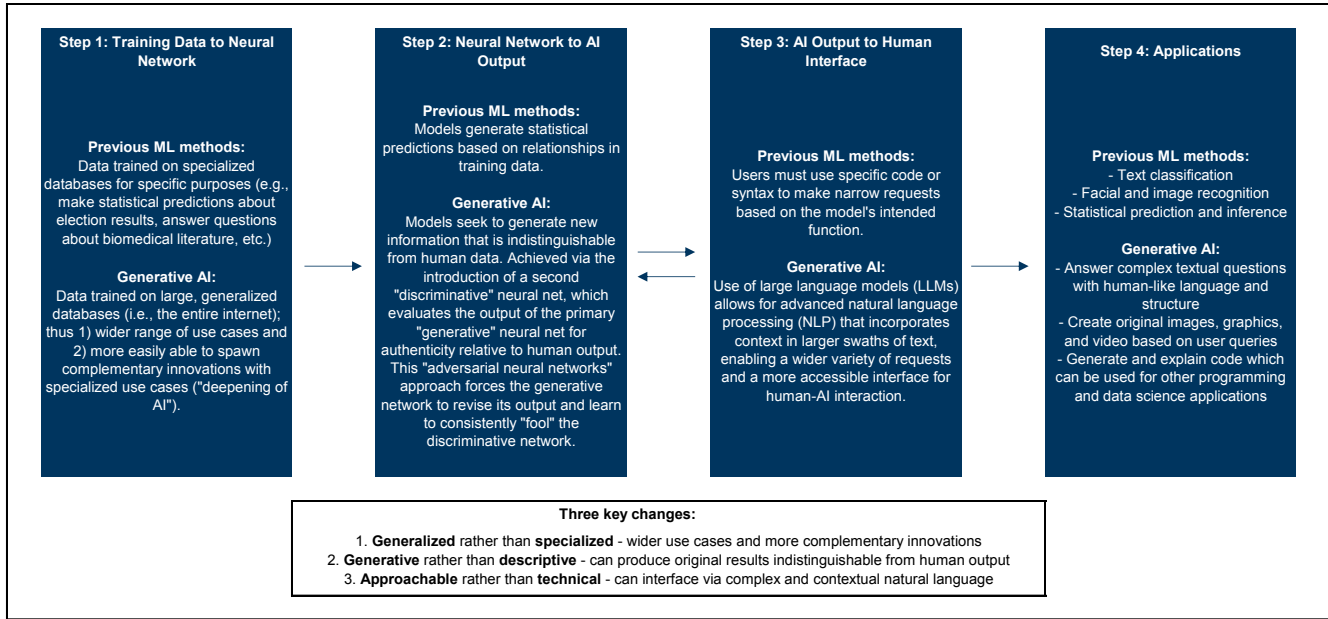 Step 1: Training Data to Neural
Network
Previous ML methods:
Data trained on specialized
databases for specific purposes (e.g.,
make statistical predictions about
election results, answer questions
about biomedical literature, etc.)
Generative AI:
Data trained on large, generalized
databases (i.e., the entire internet);
thus 1) wider range of use cases and
2) more easily able to spawn
complementary innovations with
specialized use cases ("deepening of
AI").
Step 2: Neural Network to AI
Output
Previous ML methods:
Models generate statistical
predictions based on relationships in
training data.
Generative AI:
Models seek to generate new
information that is indistinguishable
from human data. Achieved via the
introduction of a second
"discriminative" neural net, which
evaluates the output of the primary
"generative" neural net for
authenticity relative to human output.
This "adversarial neural networks"
approach forces the generative
network to revise its output and learn
to consistently "fool" the
discriminative network.
Step 3: AI Output to Human
Interface
Previous ML methods:
Users must use specific code or
syntax to make narrow requests
based on the model's intended
function.
Generative AI:
Use of large language models (LLMs)
allows for advanced natural language
processing (NLP) that incorporates
context in larger swaths of text,
enabling a wider variety of requests
and a more accessible interface for
human-AI interaction.
Step 4: Applications
Previous ML methods:
- Text classification
- Facial and image recognition
- Statistical prediction and inference
Generative AI:
- Answer complex textual questions
with human-like language and
structure
- Create original images, graphics,
and video based on user queries
- Generate and explain code which
can be used for other programming
and data science applications
Three key changes:
1. Generalized rather than specialized - wider use cases and more complementary innovations
2. Generative rather than descriptive - can produce original results indistinguishable from human output
3. Approachable rather than technical - can interface via complex and contextual natural language